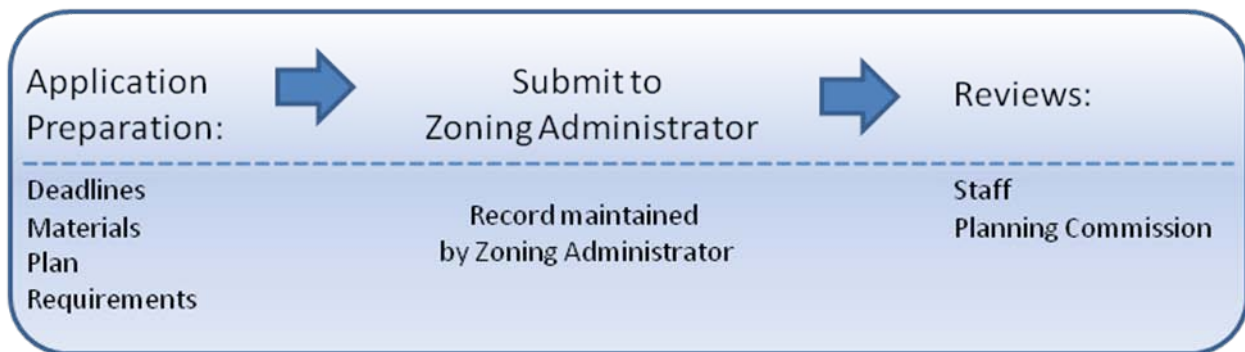 Application
Preparation:
Submit to
Zoning Administrator
Reviews:
Deadlines
Materials
Plan
Requirements
Record maintained
by Zoning Administrator
Staff
Planning Commission